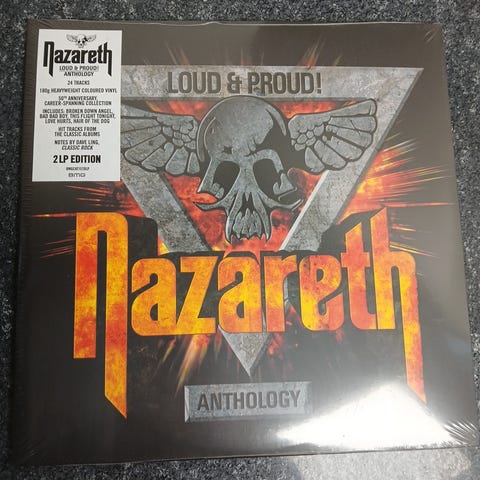 Nazareth
LOUD & PROUD!
ANTHOLOGY
24 TRACKS
180g HEAVYWEIGHT COLOURED VINYL
50TH ANNIVERSARY,
CAREER-SPANNING COLLECTION
INCLUDES: BROKEN DOWN ANGEL,
BAD BAD BOY, THIS FLIGHT TONIGHT,
LOVE HURTS, HAIR OF THE DOG
HIT TRACKS FROM
THE CLASSIC ALBUMS
NOTES BY DAVE LING,
CLASSIC ROCK
2LP EDITION
BMG
LOUD & PROUD!
Nazareth
ANTHOLOGY